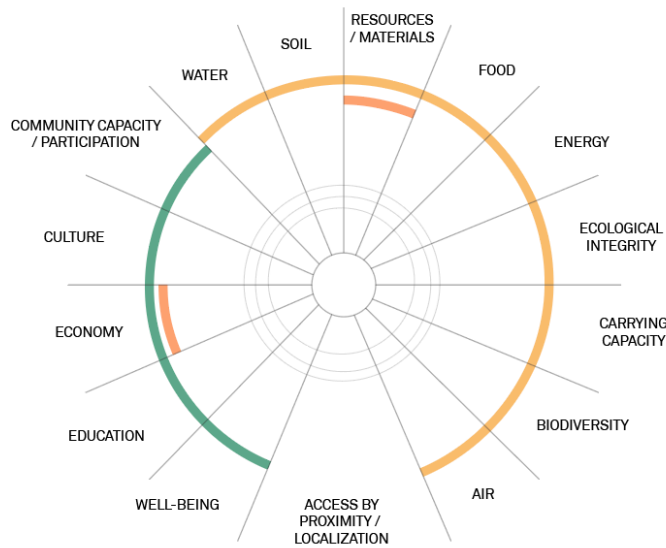 RESOURCES
/ MATERIALS
SOIL
FOOD
WATER
COMMUNITY CAPACITY
/ PARTICIPATION
ENERGY
CULTURE
ECOLOGICAL
INTEGRITY
ECONOMY
CARRYING
CAPACITY
EDUCATION
BIODIVERSITY
WELL-BEING
ACCESS BY
PROXIMITY /
LOCALIZATION
AIR